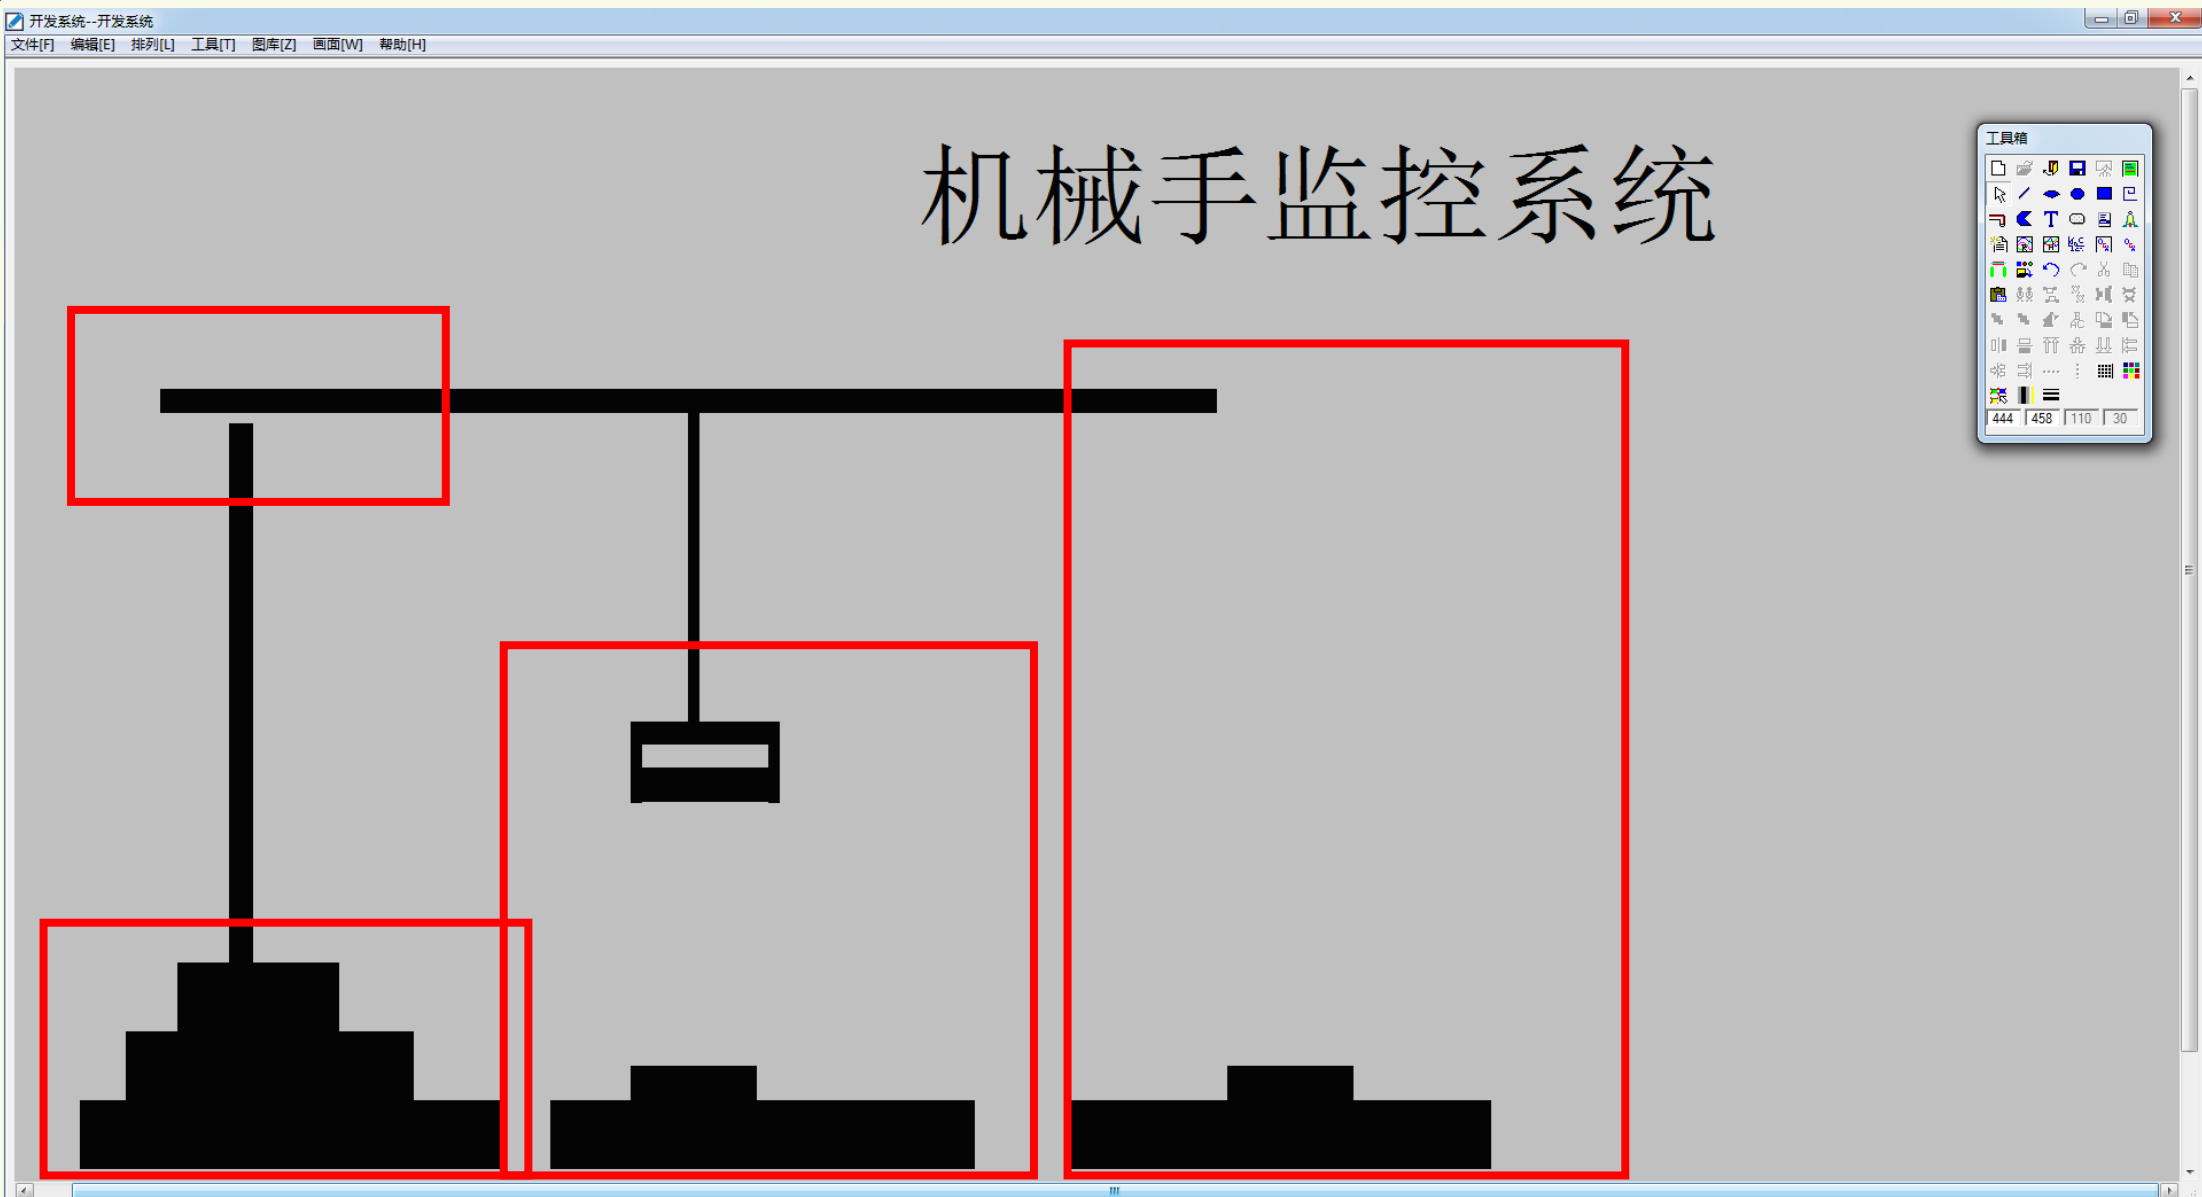 开发系统--开发系统
文件[F] 编辑[E] 排列[L] 工具[T] 图库[Z] 画面[W] 帮助[H]
机械手监控系统
工具箱
444 458 110 30